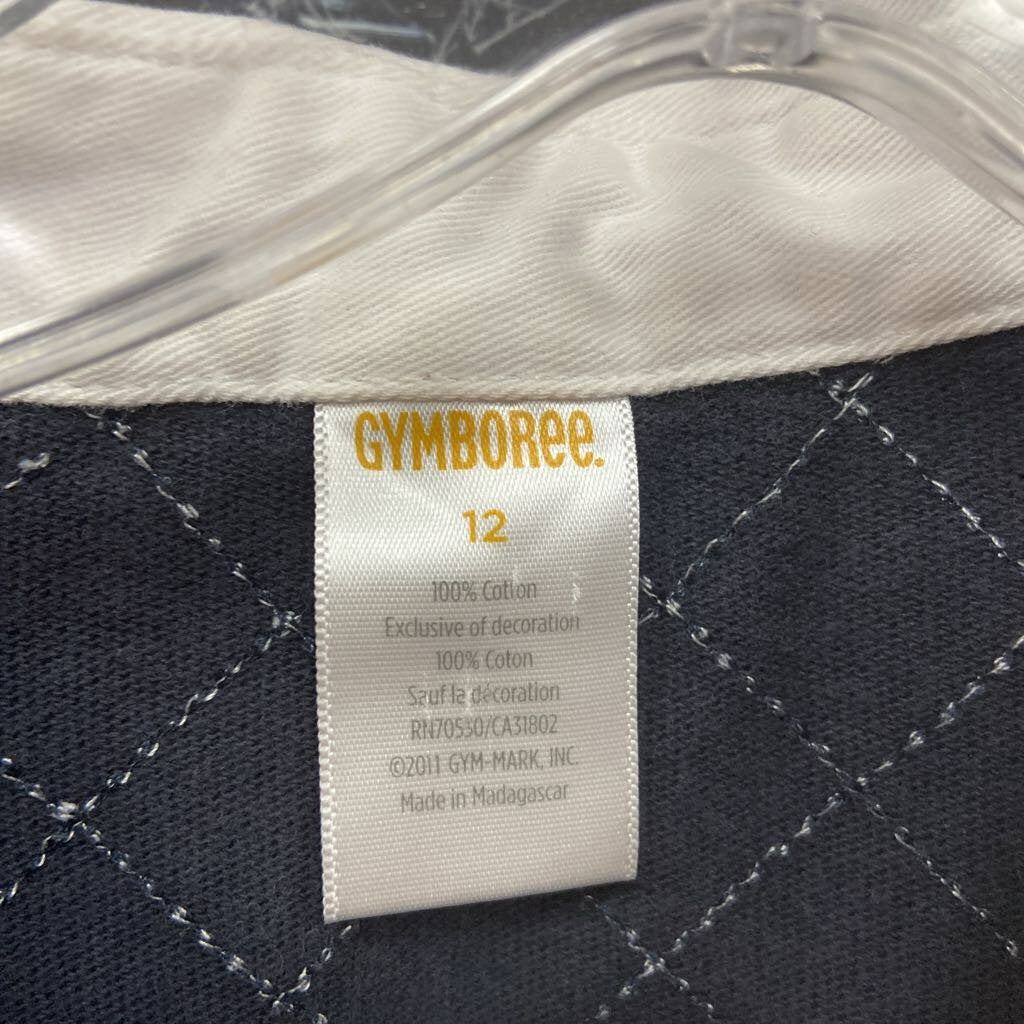 GYMBOREE.
12
100% Cotton
Exclusive of decoration
100% Coton
Sauf la décoration
RN70530/CA31802
©2011 GYM-MARK, INC.
Made in Madagascar